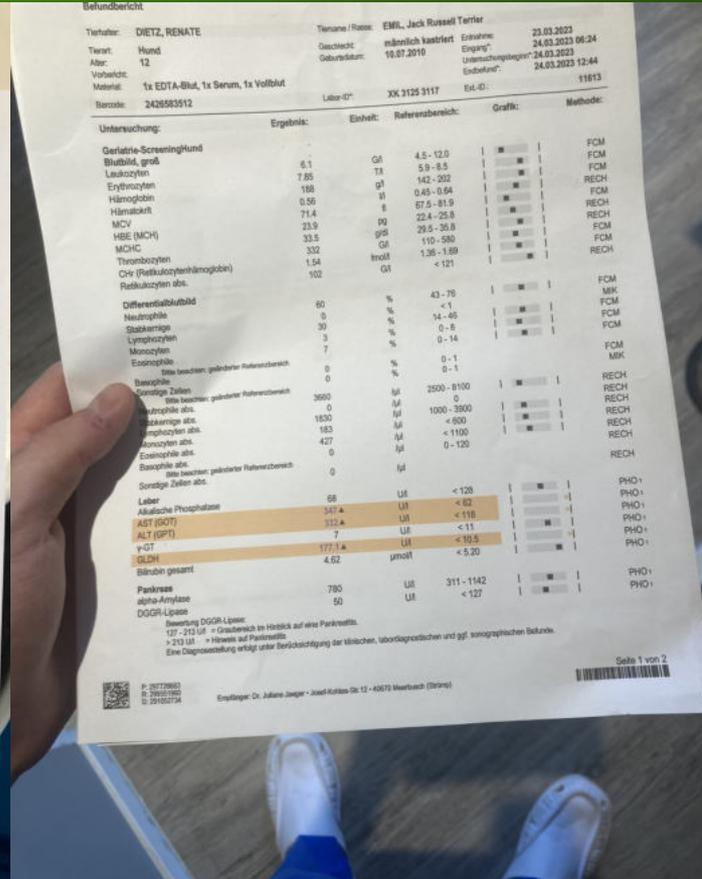 Befundbericht
Tierhalter: DIETZ, RENATE Tiername / Rasse: EMIL, Jack Russell Terrier
Tierart: Hund Geschlecht: männlich kastriert Entnahme: 23.03.2023
Alter: 12 Geburtsdatum: 10.07.2010 Eingang*: 24.03.2023 06:24
Vorbericht: Untersuchungsbeginn*: 24.03.2023
Material: 1x EDTA-Blut, 1x Serum, 1x Vollblut Endbefund*: 24.03.2023 12:44
Barcode: 2426583512 Labor-ID*: XK 3125 3117 Ext.-ID.: 11613
Untersuchung: Ergebnis: Einheit: Referenzbereich: Grafik: Methode:
Geriatrie-ScreeningHund
Blutbild, groß
Leukozyten 6.1 G/l 4.5 - 12.0 FCM
Erythrozyten 7.85 T/l 5.9 - 8.5 FCM
Hämoglobin 188 g/l 142 - 202 FCM
Hämatokrit 0.56 l/l 0.45 - 0.64 RECH
MCV 71.4 fl 67.5 - 81.9 FCM
HBE (MCH) 23.9 pg 22.4 - 25.8 RECH
MCHC 33.5 g/dl 29.5 - 35.8 RECH
Thrombozyten 332 G/l 110 - 580 FCM
CHr (Retikulozytenhämoglobin) 1.54 fmol/l 1.36 - 1.69 FCM
Retikulozyten abs. 102 G/l < 121 RECH
Differentialblutbild
Neutrophile 60 % 43 - 76 FCM
Stabkernige 0 % < 1 MIK
Lymphozyten 30 % 14 - 46 FCM
Monozyten 3 % 0 - 8 FCM
Eosinophile 7 % 0 - 14 FCM
Bitte beachten: geänderter Referenzbereich
Basophile 0 % 0 - 1 FCM
Sonstige Zellen 0 % 0 - 1 MIK
Bitte beachten: geänderter Referenzbereich
Neutrophile abs. 3660 /µl 2500 - 8100 RECH
Stabkernige abs. 0 /µl 0 RECH
Lymphozyten abs. 1830 /µl 1000 - 3900 RECH
Monozyten abs. 183 /µl < 600 RECH
Eosinophile abs. 427 /µl < 1100 RECH
Basophile abs. 0 /µl 0 - 120 RECH
Bitte beachten: geänderter Referenzbereich
Sonstige Zellen abs. 0 /µl RECH
Leber
Alkalische Phosphatase 68 U/l < 128 PHO
AST (GOT) 347 ▲ U/l < 62 PHO
ALT (GPT) 332 ▲ U/l < 118 PHO
γ-GT 7 U/l < 11 PHO
GLDH 177.1 ▲ U/l < 10.5 PHO
Bilirubin gesamt 4.62 µmol/l < 5.20 PHO
Pankreas
alpha-Amylase 780 U/l 311 - 1142 PHO
DGGR-Lipase 50 U/l < 127 PHO
Bewertung DGGR-Lipase:
127 - 213 U/l = Graubereich im Hinblick auf eine Pankreatitis.
> 213 U/l = Hinweis auf Pankreatitis
Eine Diagnosestellung erfolgt unter Berücksichtigung der klinischen, labordiagnostischen und ggf. sonographischen Befunde.
Seite 1 von 2
Empfänger: Dr. Juliane Jaeger • Josef-Kohtes-Str. 12 • 40670 Meerbusch (Strümp)